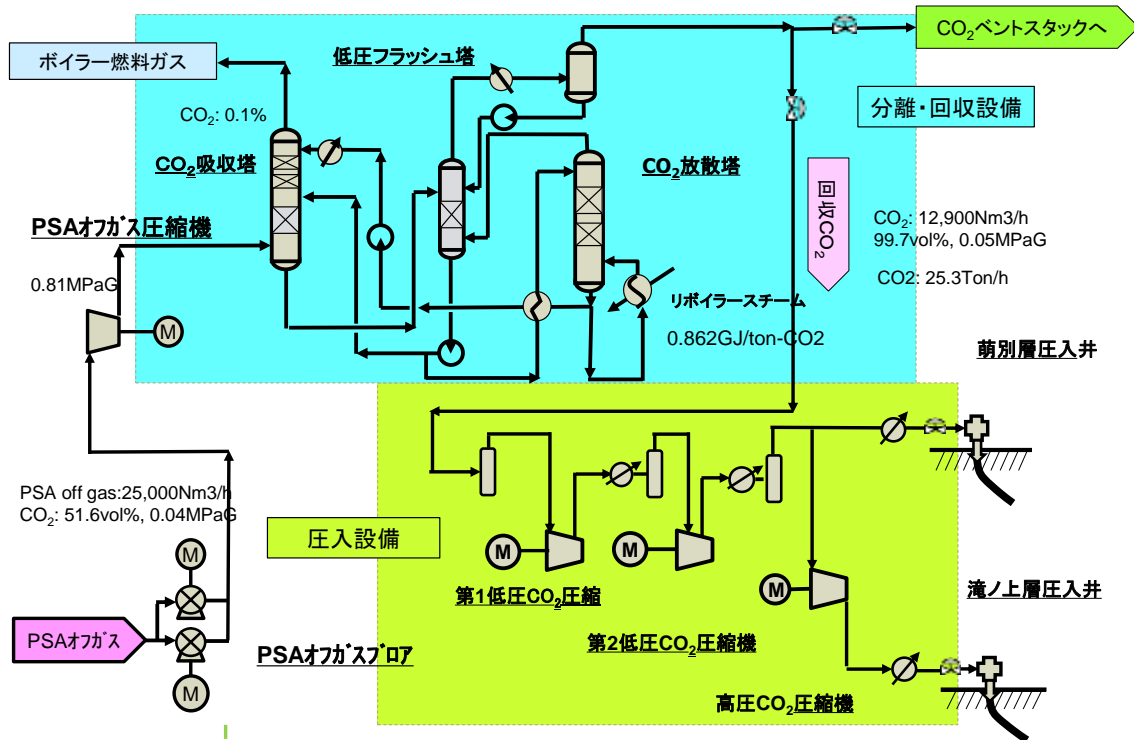 CO2ベントスタックへ
ボイラー燃料ガス
低圧フラッシュ塔
分離・回収設備
CO2: 0.1%
CO2吸収塔
CO2放散塔
回収CO2
PSAオフガス圧縮機
CO2: 12,900Nm3/h
99.7vol%, 0.05MPaG
CO2: 25.3Ton/h
0.81MPaG
M
リボイラースチーム
0.862GJ/ton-CO2
萌別層圧入井
PSA off gas:25,000Nm3/h
CO2: 51.6vol%, 0.04MPaG
圧入設備
M
M
M
第1低圧CO2圧縮
M
滝ノ上層圧入井
PSAオフガス
第2低圧CO2圧縮機
PSAオフガスブロア
M
高圧CO2圧縮機